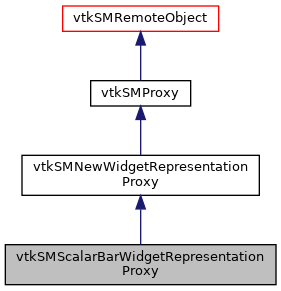 vtkSMRemoteObject
vtkSMProxy
vtkSMNewWidgetRepresentation
Proxy
vtkSMScalarBarWidgetRepresentation
Proxy